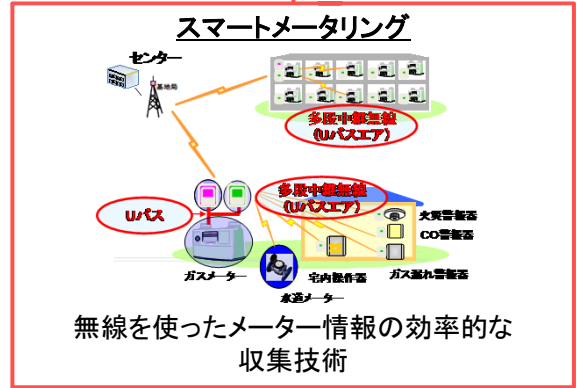 スマートメータリング
センター
基地局
多段中継無線
(Uバスエア)
多段中継無線
(Uバスエア)
Uバス
火災警報器
CO警報器
ガスメーター
宅内操作器
ガス漏れ警報器
水道メーター
無線を使ったメーター情報の効率的な
収集技術